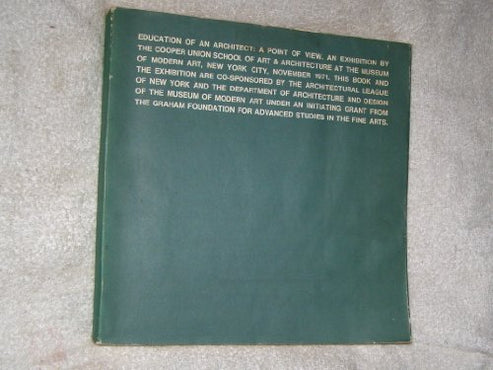 EDUCATION OF AN ARCHITECT: A POINT OF VIEW. AN EXHIBITION BY
THE COOPER UNION SCHOOL OF ART & ARCHITECTURE AT THE MUSEUM
OF MODERN ART, NEW YORK CITY, NOVEMBER 1971. THIS BOOK AND
THE EXHIBITION ARE CO-SPONSORED BY THE ARCHITECTURAL LEAGUE
OF NEW YORK AND THE DEPARTMENT OF ARCHITECTURE AND DESIGN
OF THE MUSEUM OF MODERN ART UNDER AN INITIATING GRANT FROM
THE GRAHAM FOUNDATION FOR ADVANCED STUDIES IN THE FINE ARTS.